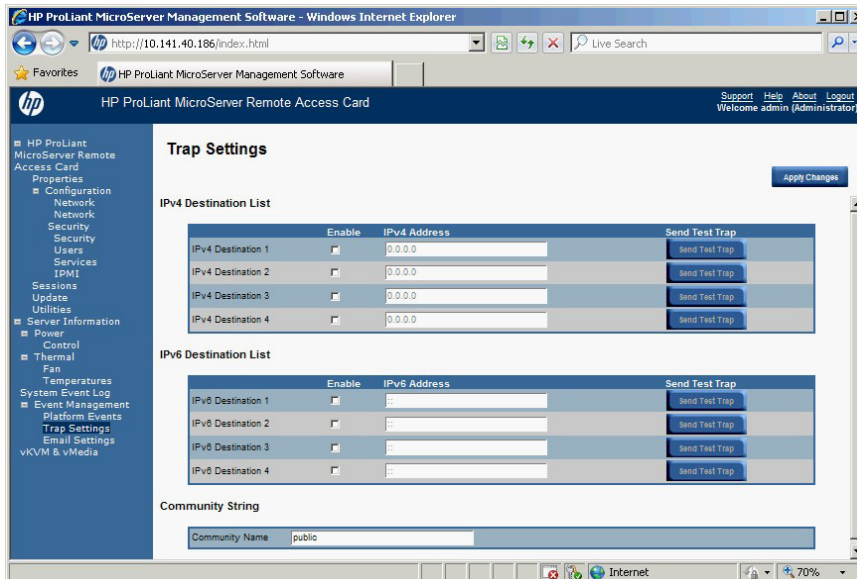 HP ProLiant MicroServer Management Software - Windows Internet Explorer
http://10.141.40.186/index.html
Live Search
Favorites
HP ProLiant MicroServer Management Software
hp
HP ProLiant MicroServer Remote Access Card
Support Help About Logout
Welcome admin (Administrator)
HP ProLiant
MicroServer Remote
Access Card
Properties
Configuration
Network
Network
Security
Security
Users
Services
IPMI
Sessions
Update
Utilities
Server Information
Power
Control
Thermal
Fan
Temperatures
System Event Log
Event Management
Platform Events
Trap Settings
Email Settings
vKVM & vMedia
Trap Settings
Apply Changes
IPv4 Destination List
Enable IPv4 Address Send Test Trap
IPv4 Destination 1 0.0.0.0 Send Test Trap
IPv4 Destination 2 0.0.0.0 Send Test Trap
IPv4 Destination 3 0.0.0.0 Send Test Trap
IPv4 Destination 4 0.0.0.0 Send Test Trap
IPv6 Destination List
Enable IPv6 Address Send Test Trap
IPv6 Destination 1 :: Send Test Trap
IPv6 Destination 2 :: Send Test Trap
IPv6 Destination 3 :: Send Test Trap
IPv6 Destination 4 :: Send Test Trap
Community String
Community Name public
Internet 70%